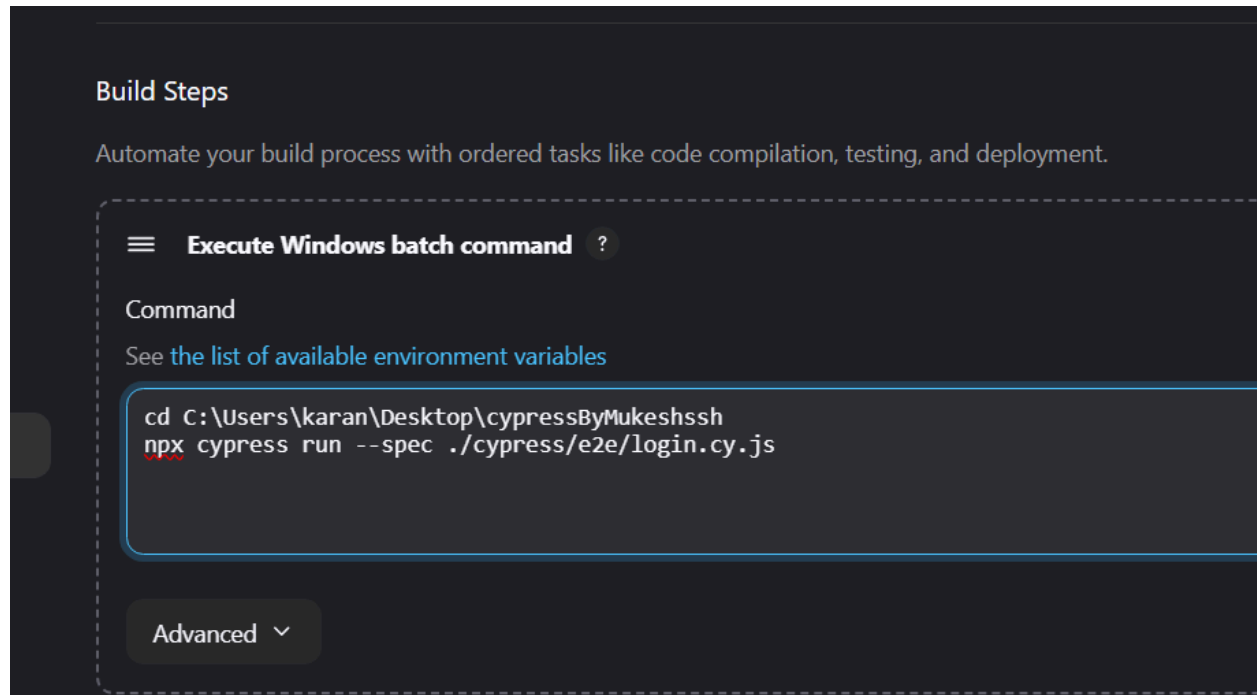 Build Steps
Automate your build process with ordered tasks like code compilation, testing, and deployment.
Execute Windows batch command ?
Command
See the list of available environment variables
cd C:\Users\karan\Desktop\cypressByMukeshssh
npx cypress run --spec ./cypress/e2e/login.cy.js
Advanced